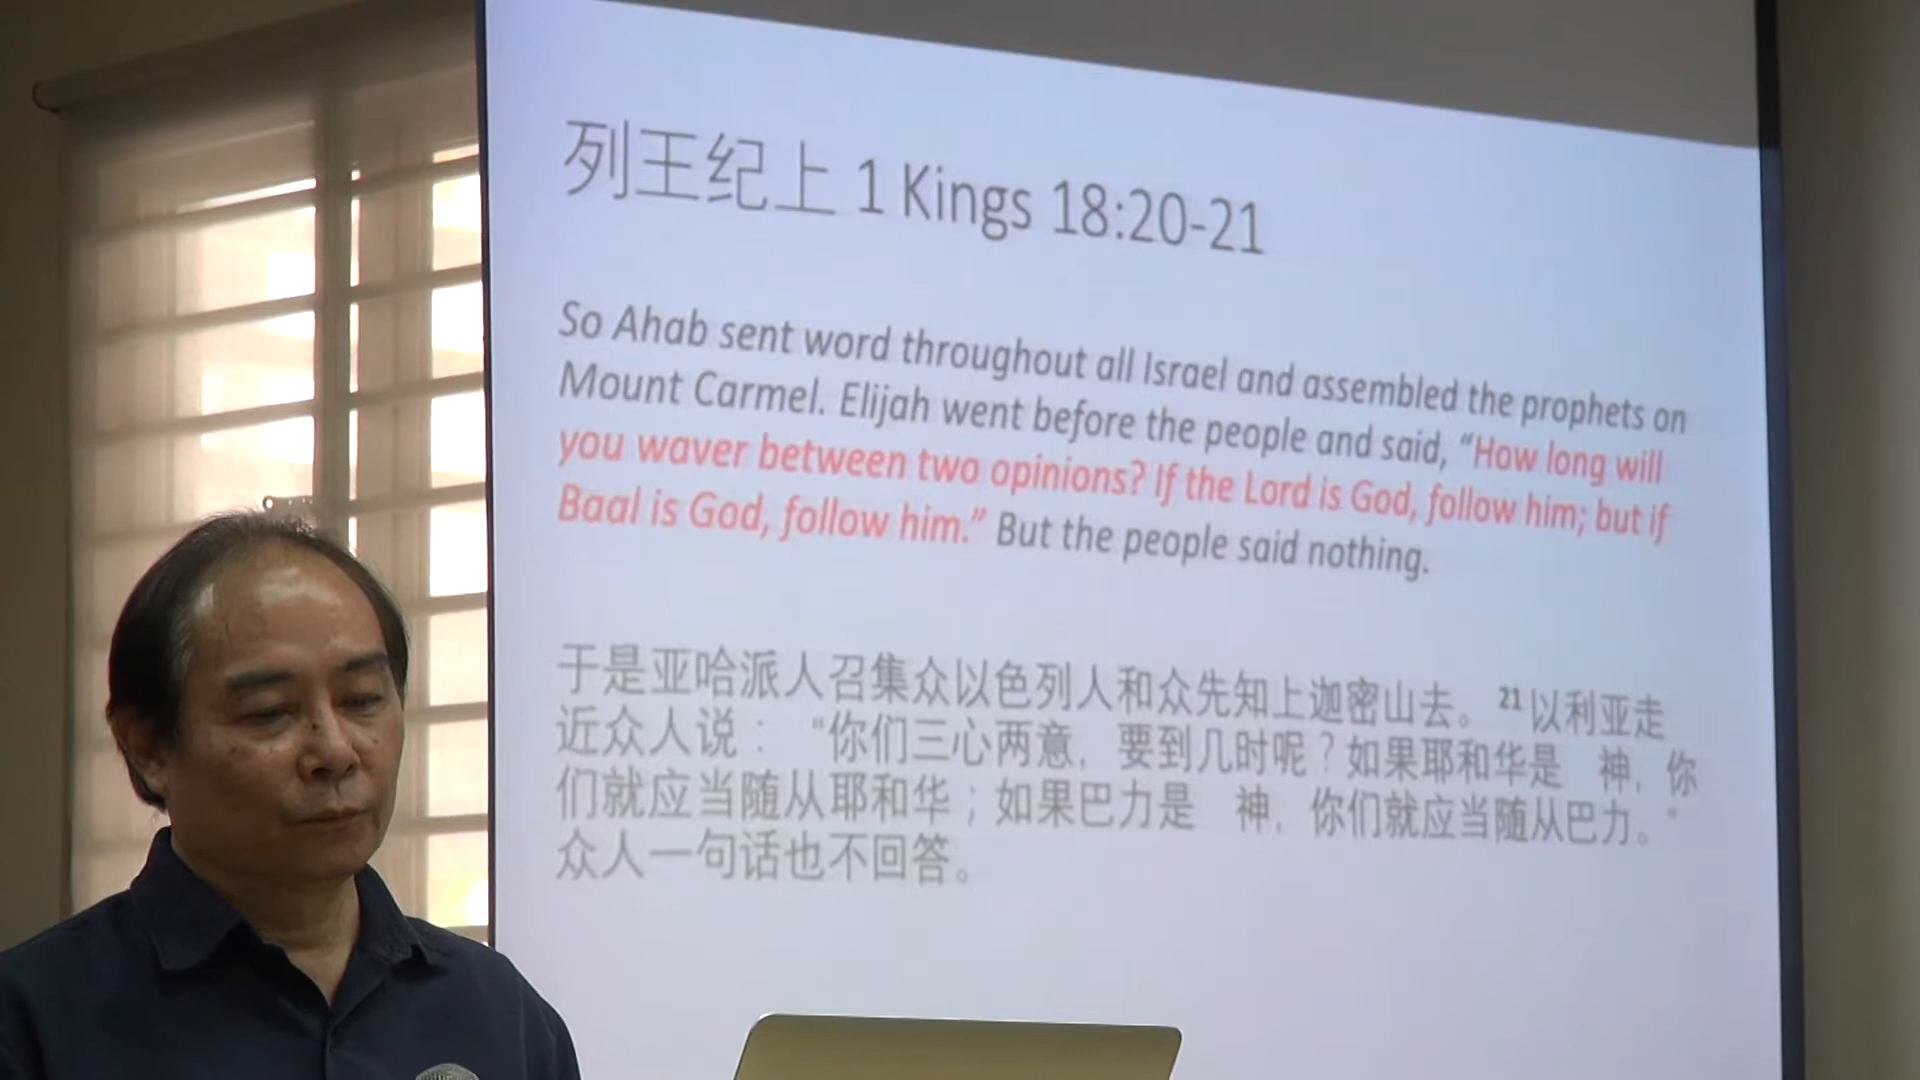 列王纪上 1 Kings 18:20-21
So Ahab sent word throughout all Israel and assembled the prophets on
Mount Carmel. Elijah went before the people and said, “How long will
you waver between two opinions? If the Lord is God, follow him; but if
Baal is God, follow him.” But the people said nothing.
于是亚哈派人召集众以色列人和众先知上迦密山去。21 以利亚走
近众人说：“你们三心两意，要到几时呢？如果耶和华是 神，你
们就应当随从耶和华；如果巴力是 神，你们就应当随从巴力。”
众人一句话也不回答。